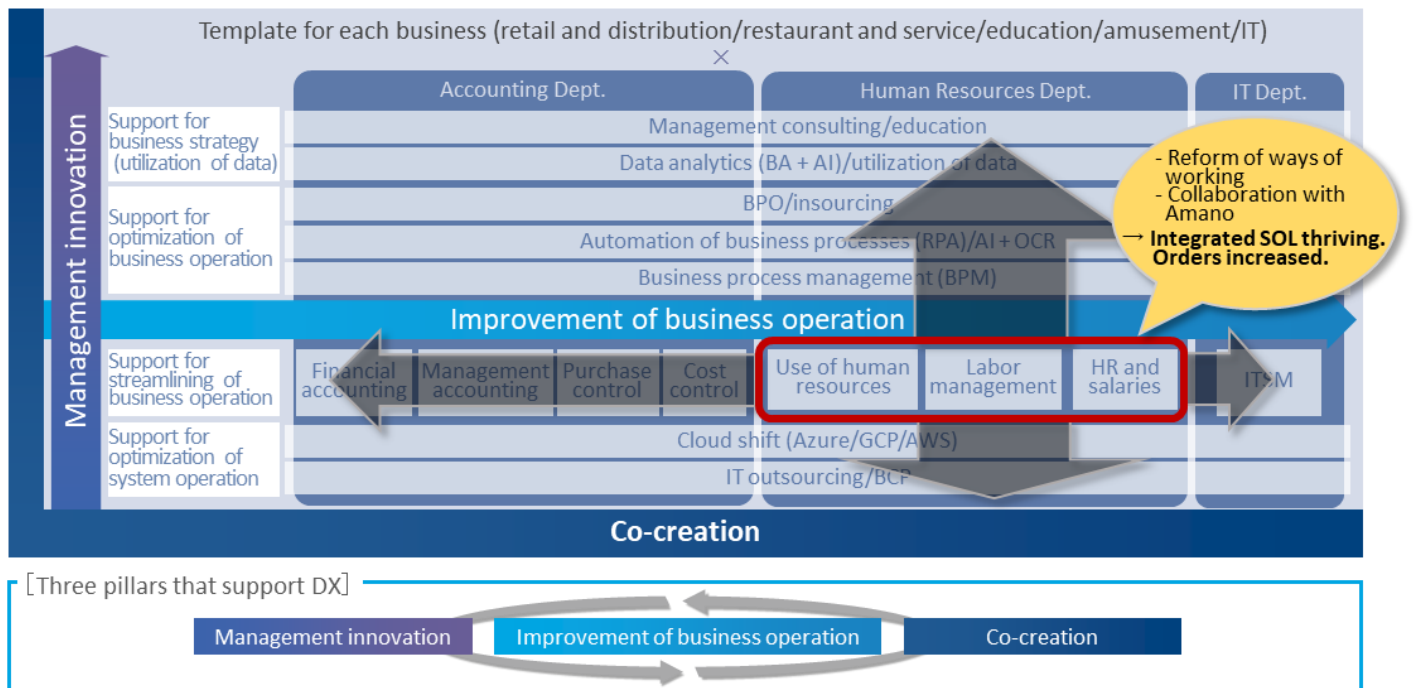 Template for each business (retail and distribution/restaurant and service/education/amusement/IT)
×
Accounting Dept.
Human Resources Dept.
IT Dept.
Management innovation
Support for
business strategy
(utilization of data)
Management consulting/education
Data analytics (BA + AI)/utilization of data
- Reform of ways of
working
- Collaboration with
Amano
→ Integrated SOL thriving.
Orders increased.
Support for
optimization of
business operation
BPO/insourcing
Automation of business processes (RPA)/AI + OCR
Business process management (BPM)
Improvement of business operation
Support for
streamlining of
business operation
Financial
accounting
Management
accounting
Purchase
control
Cost
control
Use of human
resources
Labor
management
HR and
salaries
ITSM
Support for
optimization of
system operation
Cloud shift (Azure/GCP/AWS)
IT outsourcing/BCP
Co-creation
[Three pillars that support DX]
Management innovation
Improvement of business operation
Co-creation